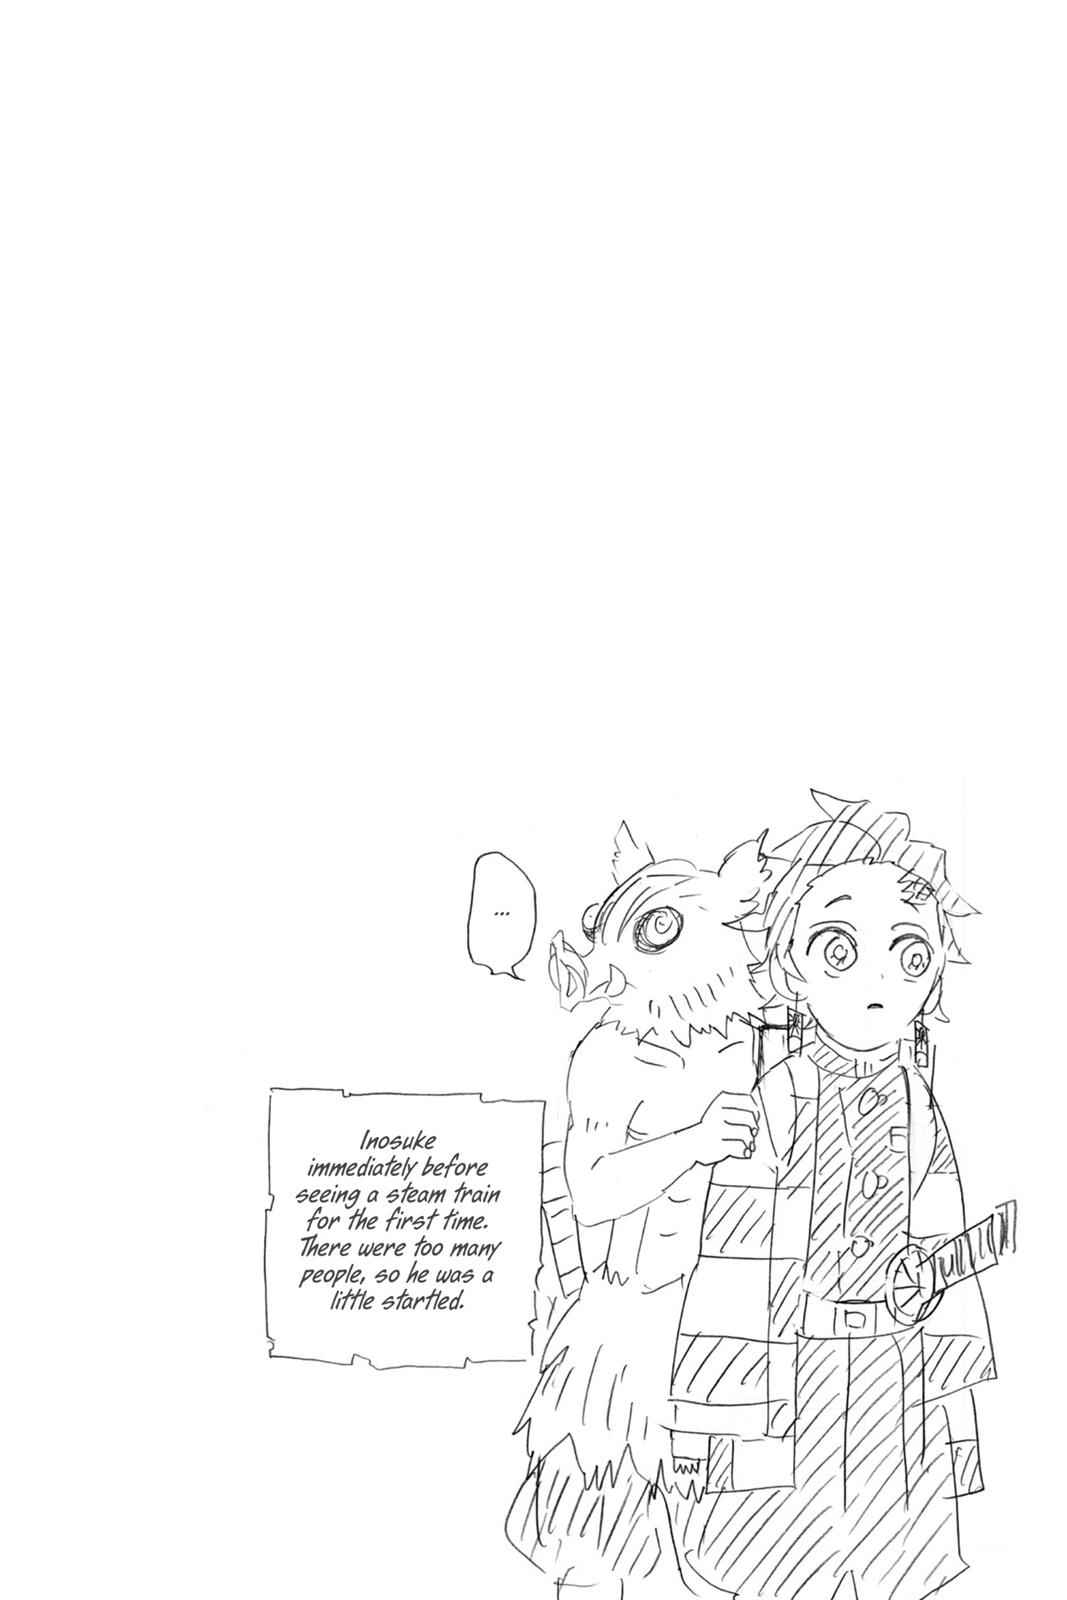 ...
Inosuke
immediately before
seeing a steam train
for the first time.
There were too many
people, so he was a
little startled.